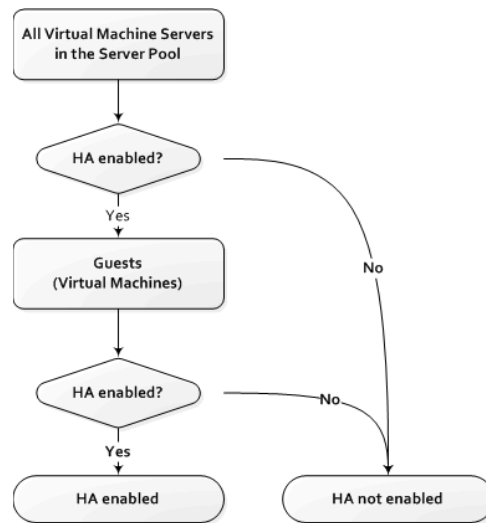 All Virtual Machine Servers
in the Server Pool
HA enabled?
Yes
No
Guests
(Virtual Machines)
HA enabled?
No
Yes
HA enabled
HA not enabled